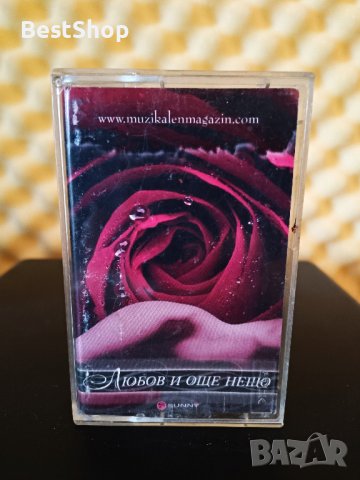 BestShop
www.muzikalenmagazin.com
Любов и още нещо
SUNNY
BAZAR